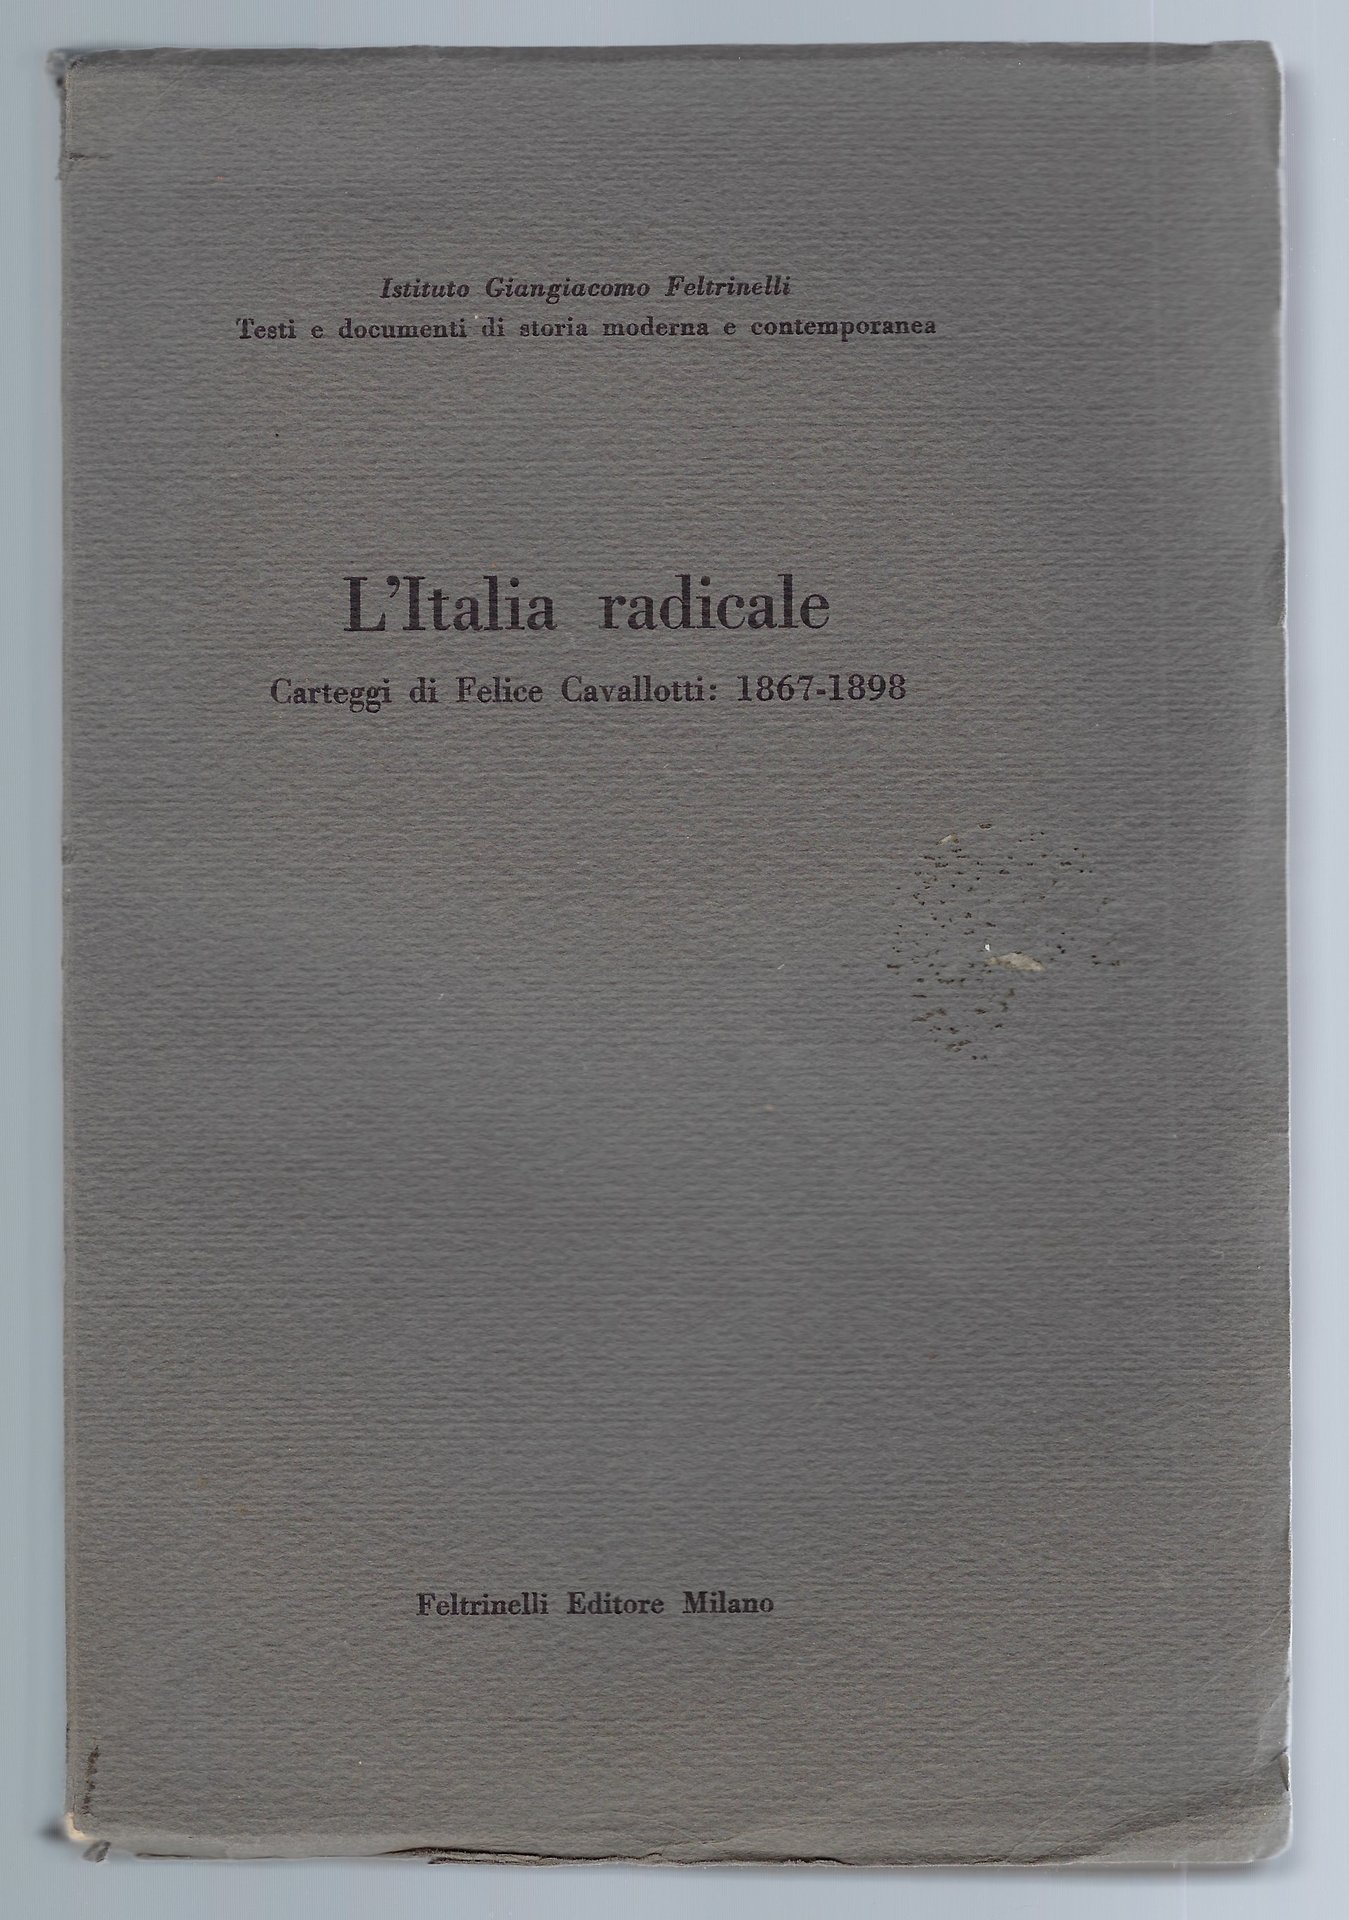 Istituto Giangiacomo Feltrinelli
Testi e documenti di storia moderna e contemporanea
L'Italia radicale
Carteggi di Felice Cavallotti: 1867-1898
Feltrinelli Editore Milano